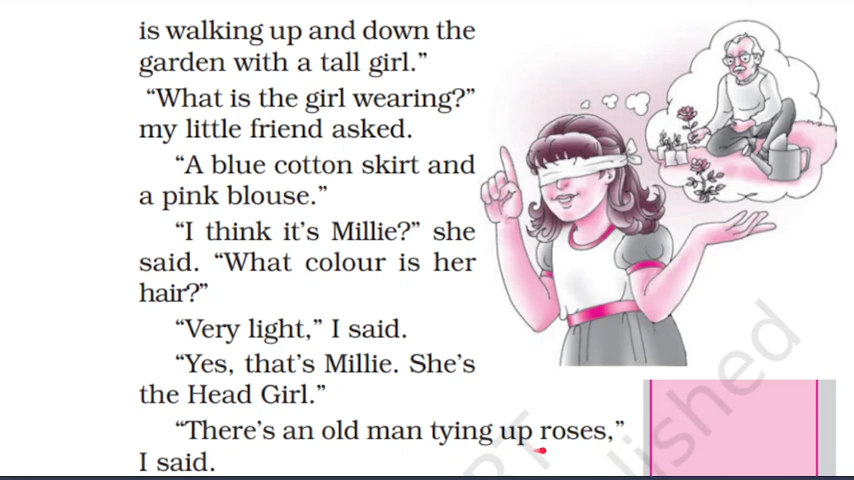 is walking up and down the
garden with a tall girl.”
“What is the girl wearing?”
my little friend asked.
“A blue cotton skirt and
a pink blouse.”
“I think it’s Millie?” she
said. “What colour is her
hair?”
“Very light,” I said.
“Yes, that’s Millie. She’s
the Head Girl.”
“There’s an old man tying up roses,”
I said.